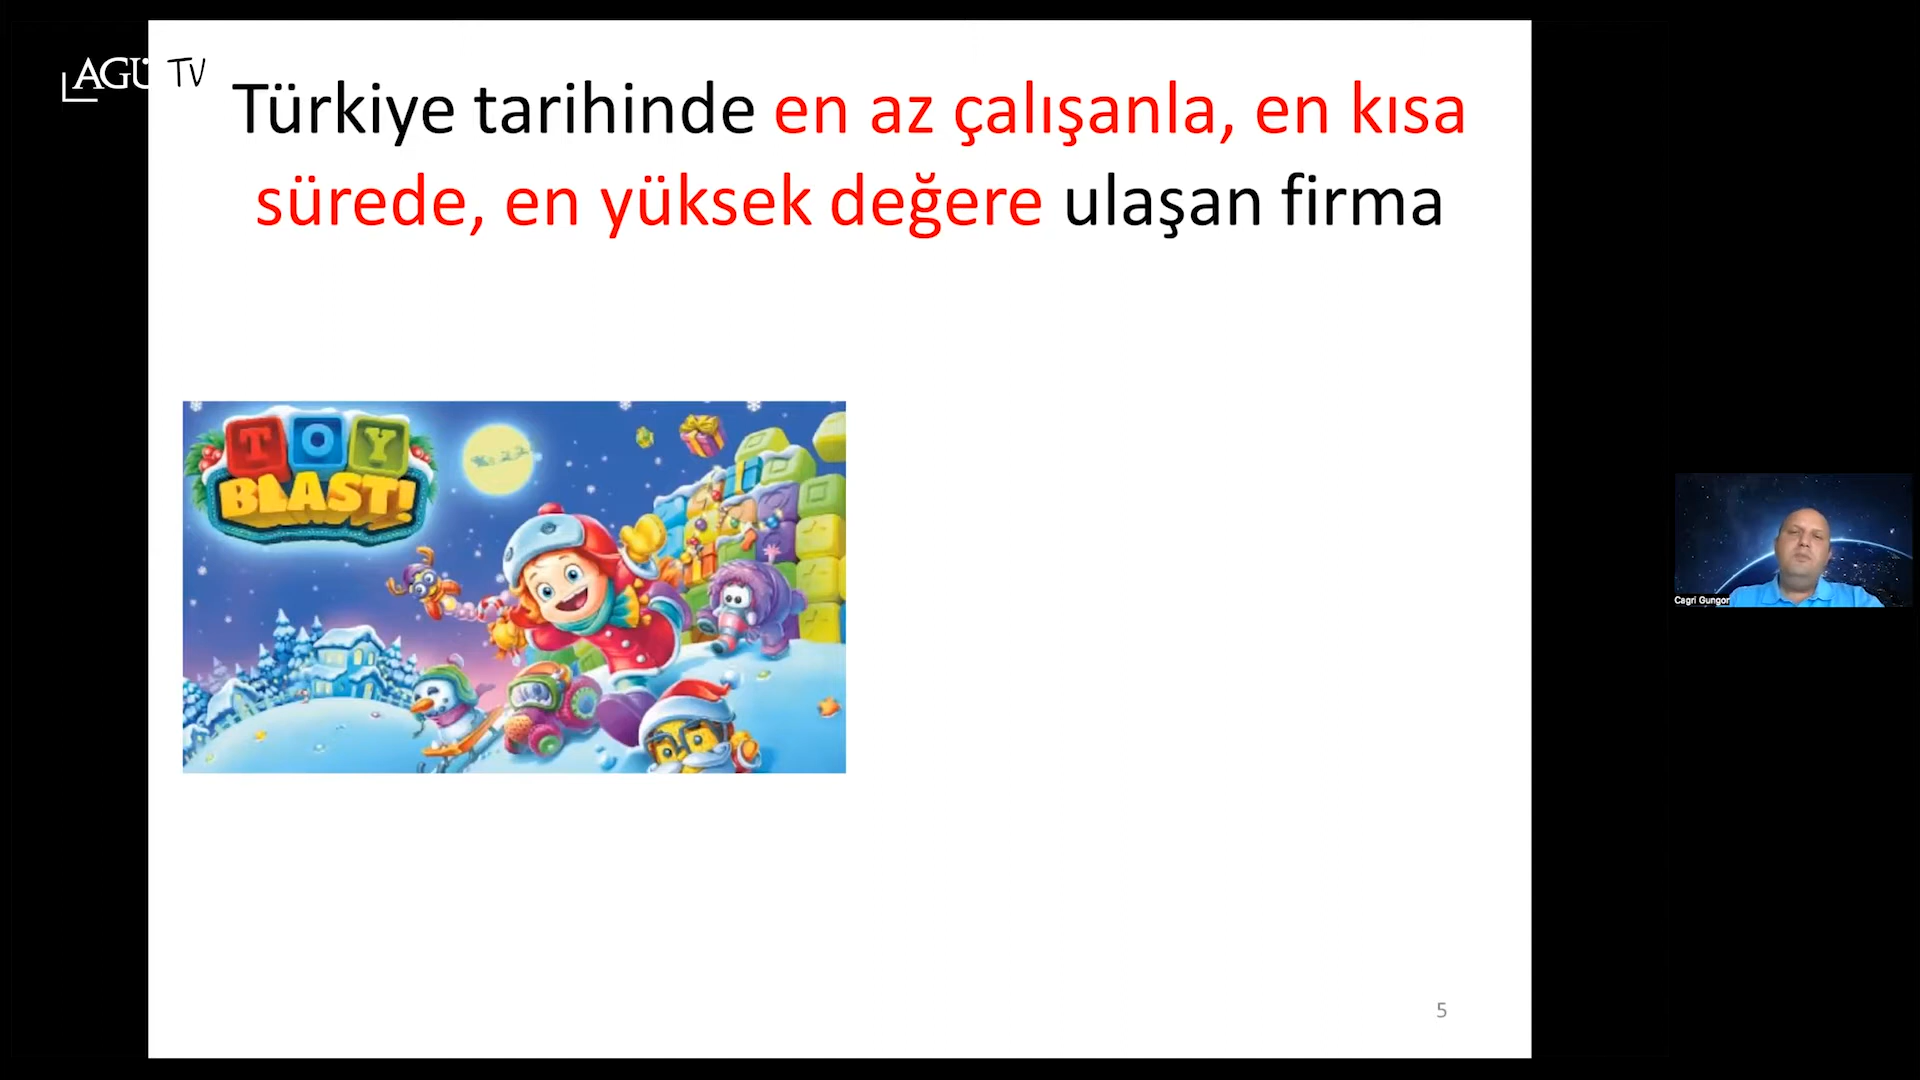 AGÜ TV
Türkiye tarihinde en az çalışanla, en kısa
sürede, en yüksek değere ulaşan firma
TOY
BLAST!
Cagri Gungor
5